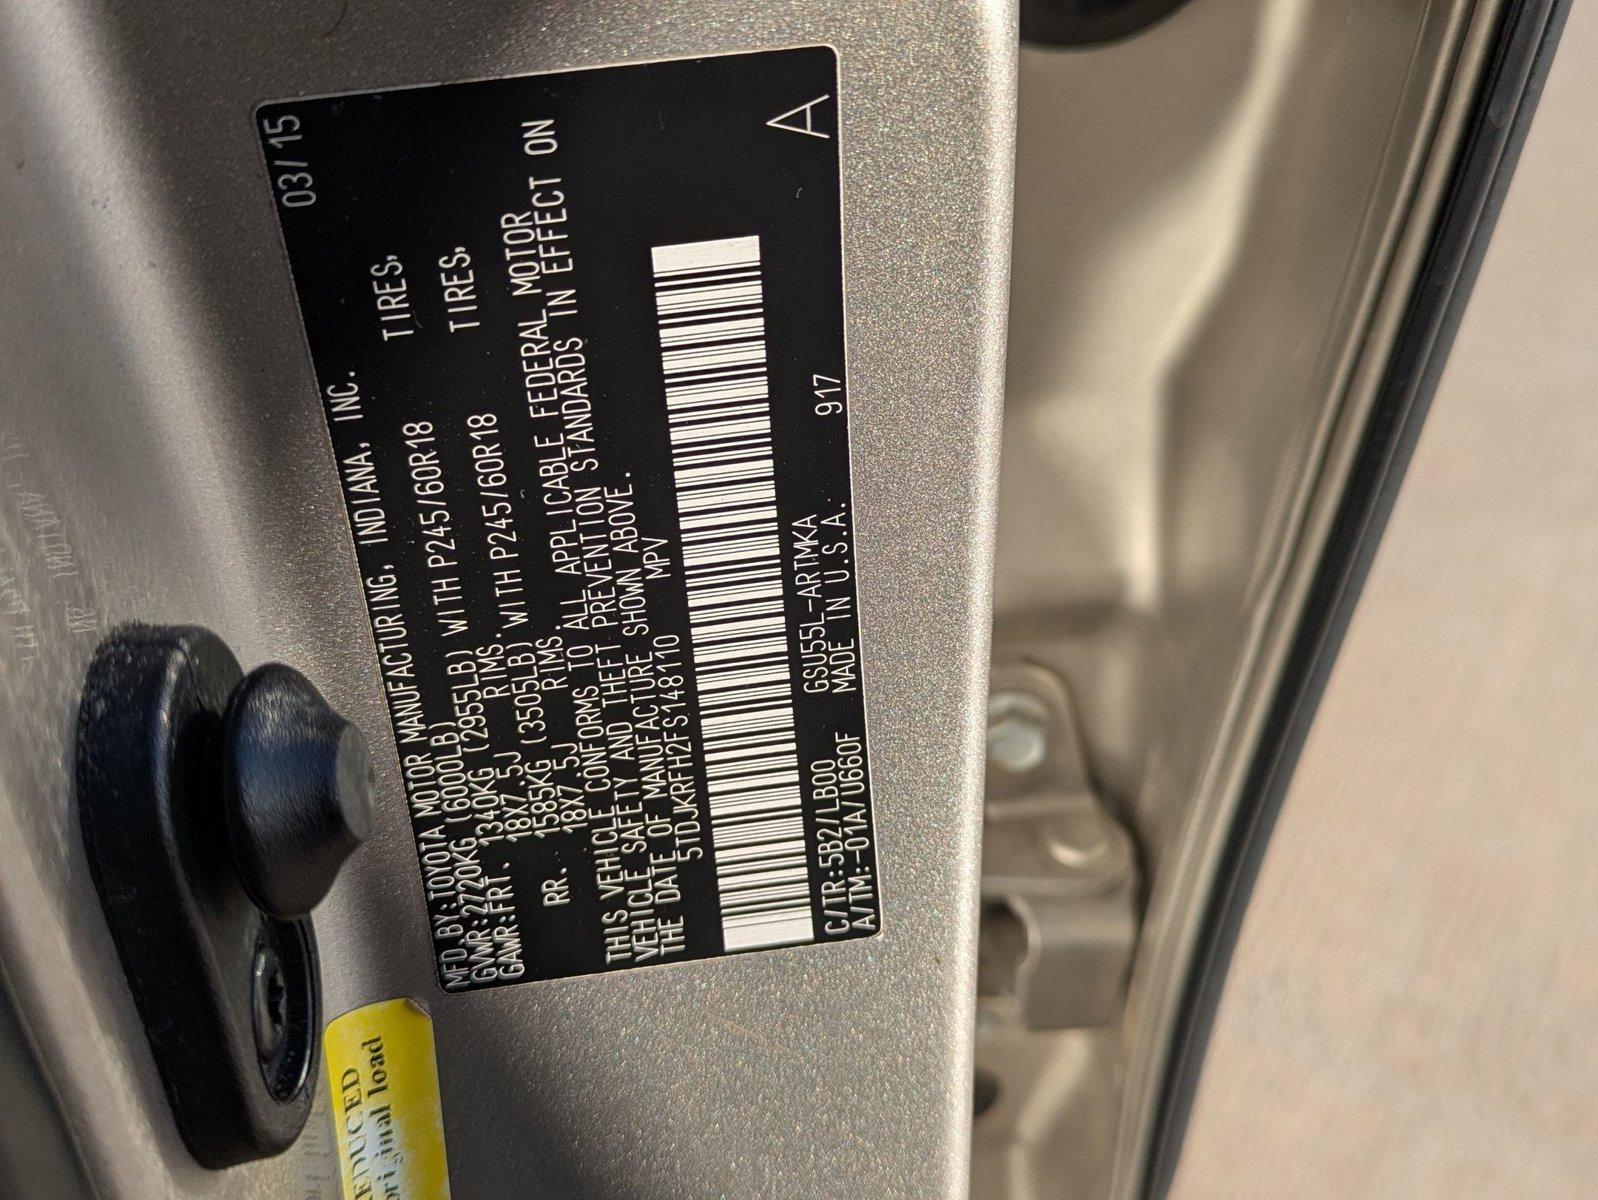 03/15
MFD BY:TOYOTA MOTOR MANUFACTURING, INDIANA, INC.
GVWR:2720KG (6000LB)
GAWR:FRT. 1340KG (2955LB) WITH P245/60R18 TIRES,
18X7.5J RIMS.
RR. 1585KG (3505LB) WITH P245/60R18 TIRES,
18X7.5J RIMS.
THIS VEHICLE CONFORMS TO ALL APPLICABLE FEDERAL MOTOR
VEHICLE SAFETY AND THEFT PREVENTION STANDARDS IN EFFECT ON
THE DATE OF MANUFACTURE SHOWN ABOVE.
5TDJKRFH2FS148110 MPV
C/TR:5B2/LB00 GSU55L-ARTMKA 917
A/TM:-01A/U660F MADE IN U.S.A.
A
REDUCED
original load